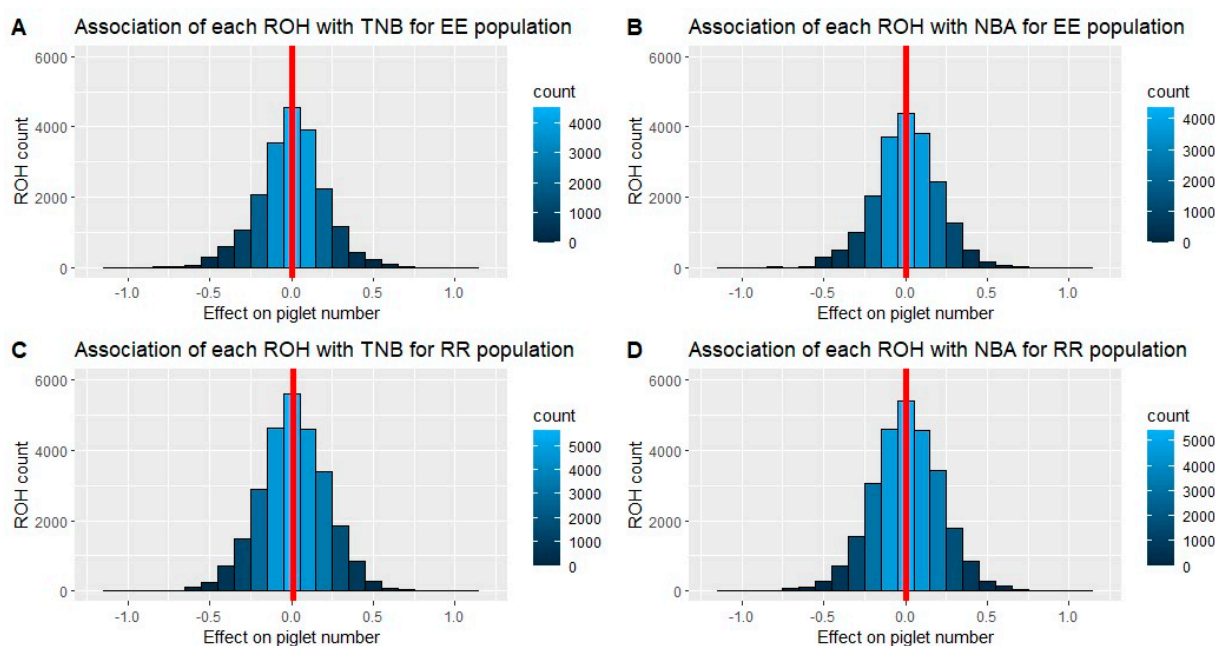 A Association of each ROH with TNB for EE population
6000
4000
2000
0
ROH count
-1.0 -0.5 0.0 0.5 1.0
Effect on piglet number
count
4000
3000
2000
1000
0
B Association of each ROH with NBA for EE population
6000
4000
2000
0
ROH count
-1.0 -0.5 0.0 0.5 1.0
Effect on piglet number
count
4000
3000
2000
1000
0
C Association of each ROH with TNB for RR population
6000
4000
2000
0
ROH count
-1.0 -0.5 0.0 0.5 1.0
Effect on piglet number
count
5000
4000
3000
2000
1000
0
D Association of each ROH with NBA for RR population
6000
4000
2000
0
ROH count
-1.0 -0.5 0.0 0.5 1.0
Effect on piglet number
count
5000
4000
3000
2000
1000
0